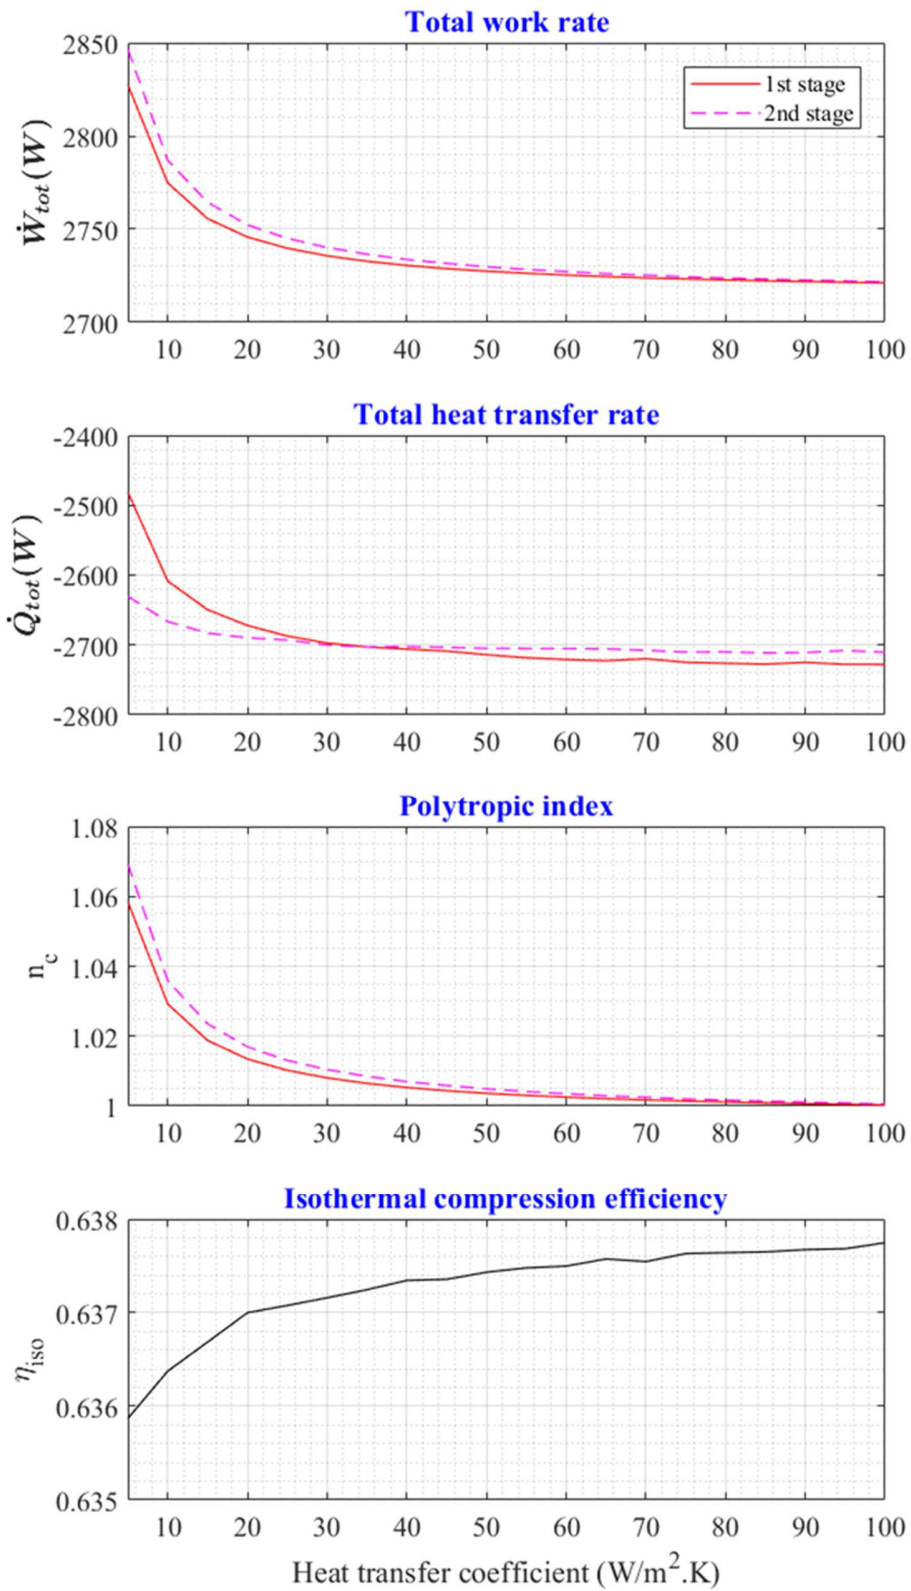 Total work rate
Ẇtot(W)
2850
2800
2750
2700
1st stage
2nd stage
10 20 30 40 50 60 70 80 90 100
Total heat transfer rate
Q̇tot(W)
-2400
-2500
-2600
-2700
-2800
10 20 30 40 50 60 70 80 90 100
Polytropic index
nc
1.08
1.06
1.04
1.02
1
10 20 30 40 50 60 70 80 90 100
Isothermal compression efficiency
ηiso
0.638
0.637
0.636
0.635
10 20 30 40 50 60 70 80 90 100
Heat transfer coefficient (W/m².K)